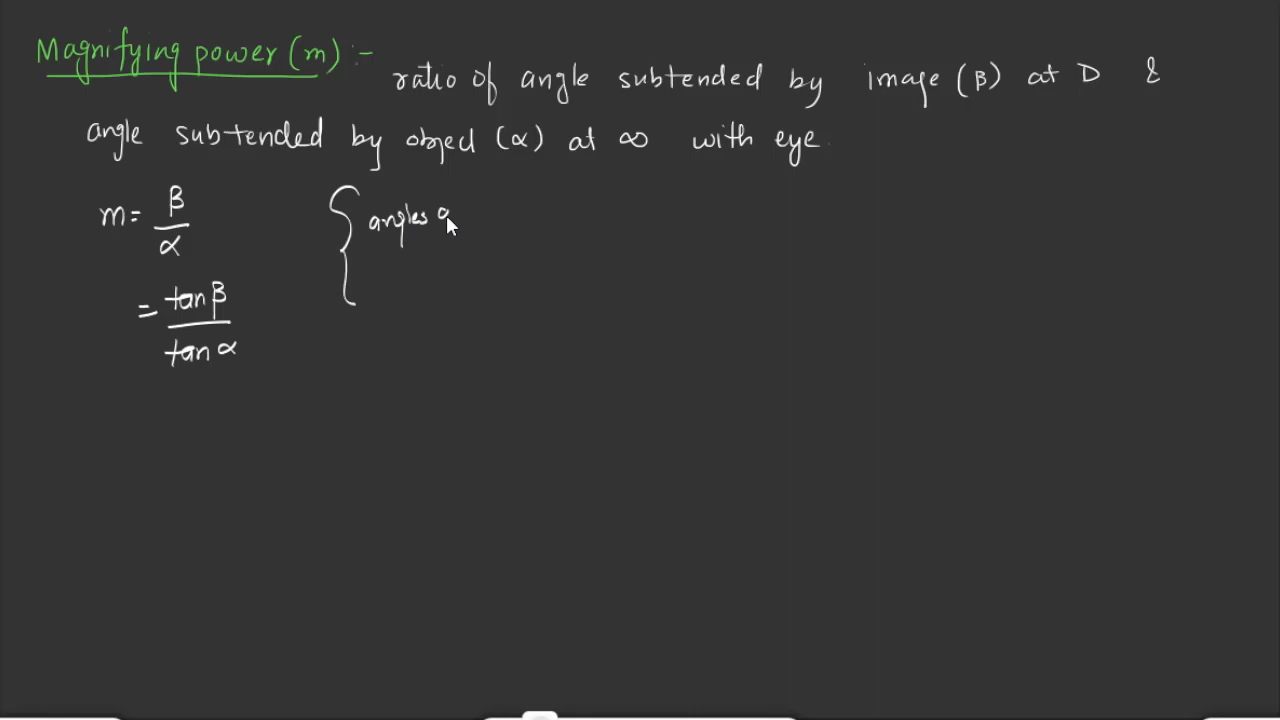 Magnifying power (m) :-
ratio of angle subtended by image (β) at D &
angle subtended by object (α) at ∞ with eye.
m = β/α
= tanβ/tanα
{ angles